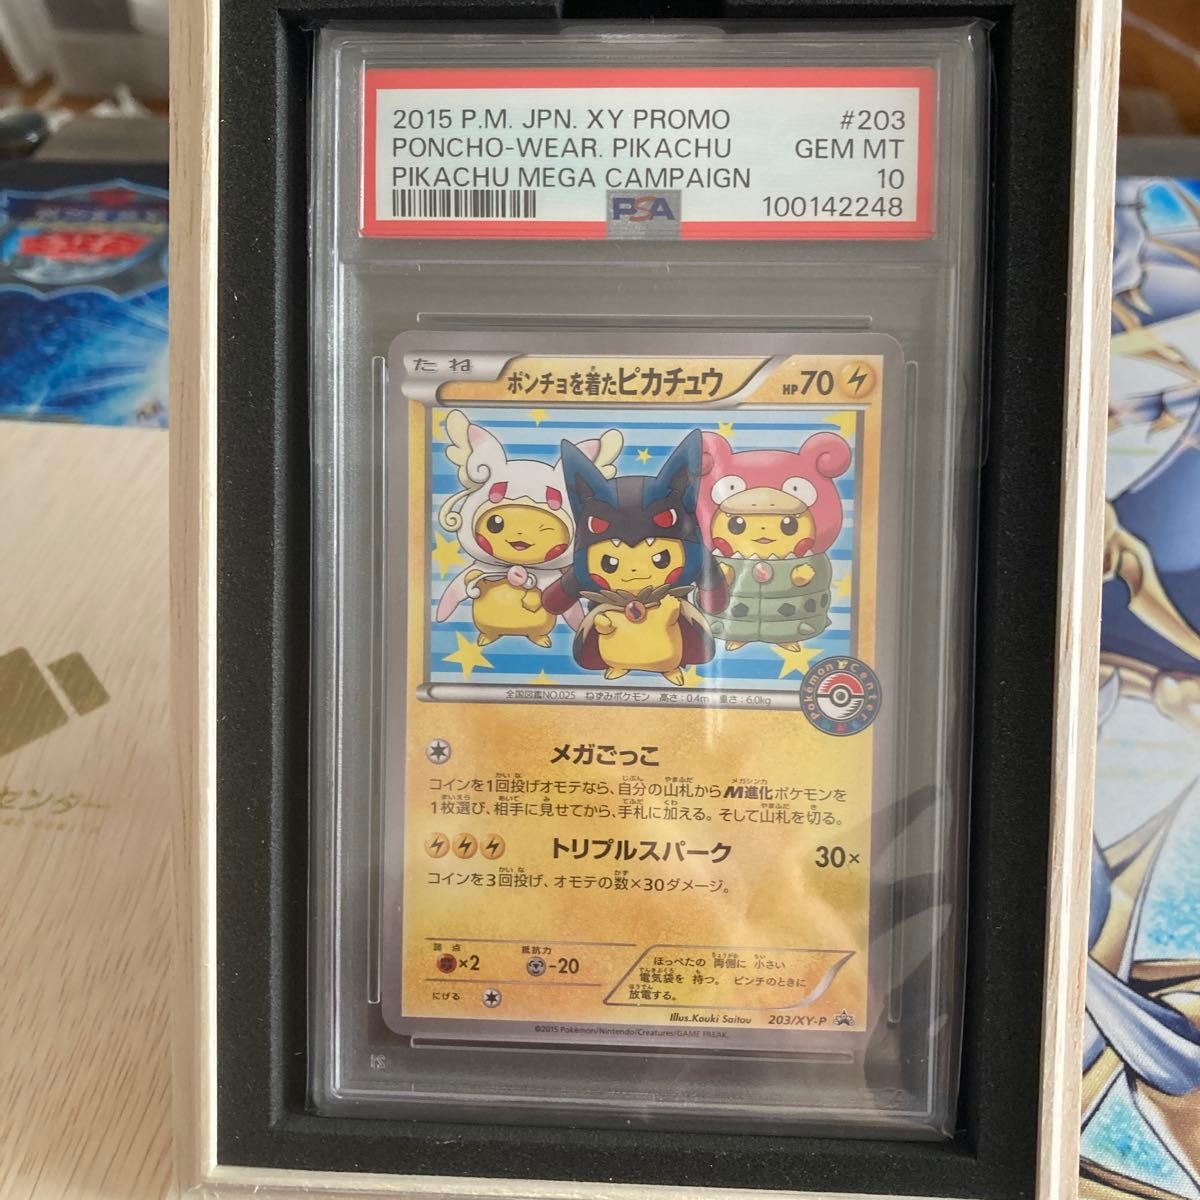 2015 P.M. JPN. XY PROMO #203
PONCHO-WEAR. PIKACHU GEM MT
PIKACHU MEGA CAMPAIGN 10
PSA 100142248
たね ポンチョを着たピカチュウ HP70
Pokémon Center
全国図鑑NO.025 ねずみポケモン 高さ:0.4m 重さ:6.0kg
メガごっこ
コインを1回投げオモテなら、自分の山札からM進化ポケモンを
1枚選び、相手に見せてから、手札に加える。そして山札を切る。
トリプルスパーク 30×
コインを3回投げ、オモテの数×30ダメージ。
弱点 抵抗力
×2 -20
にげる
ほっぺたの 両側に 小さい
電気袋を 持つ。 ピンチのときに
放電する。
Illus.Kouki Saitou 203/XY-P
©2015 Pokémon/Nintendo/Creatures/GAME FREAK.
センター